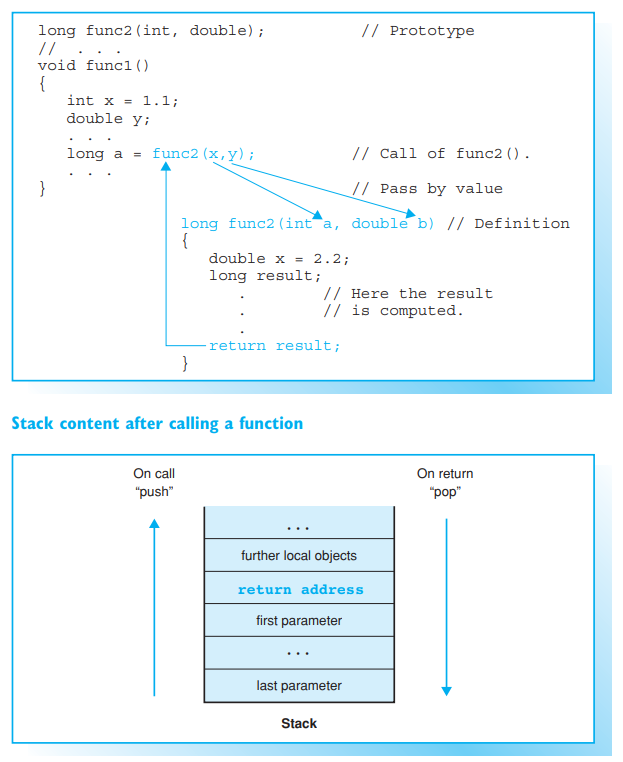 long func2(int, double); // Prototype
// . . .
void func1()
{
int x = 1.1;
double y;
. . .
long a = func2(x,y); // Call of func2().
. . .
} // Pass by value
long func2(int a, double b) // Definition
{
double x = 2.2;
long result;
. // Here the result
. // is computed.
.
return result;
}
Stack content after calling a function
On call
"push"
On return
"pop"
...
further local objects
return address
first parameter
...
last parameter
Stack